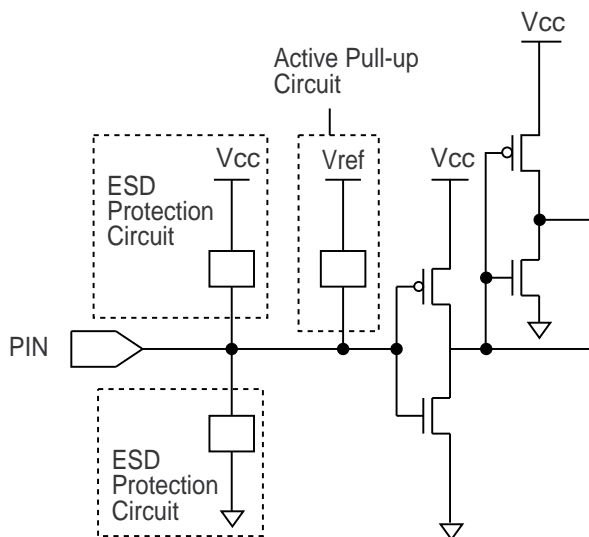 Vcc
Active Pull-up
Circuit
Vcc
Vref
Vcc
ESD
Protection
Circuit
PIN
ESD
Protection
Circuit